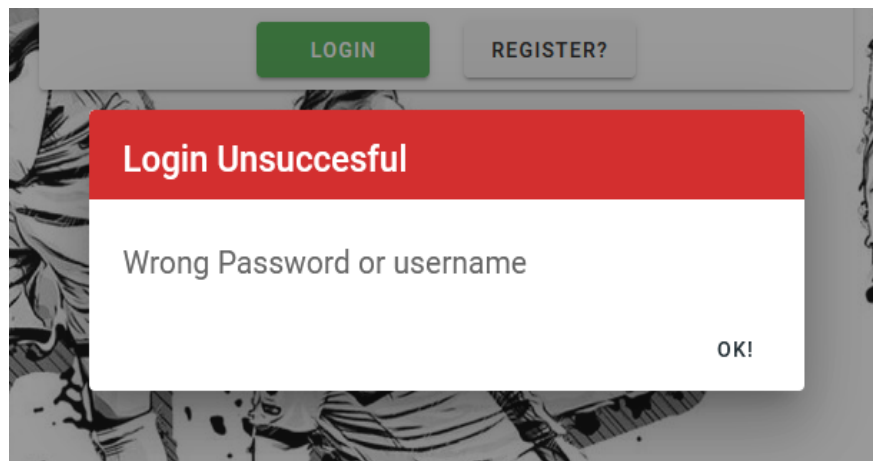 LOGIN REGISTER?
Login Unsuccesful
Wrong Password or username
OK!